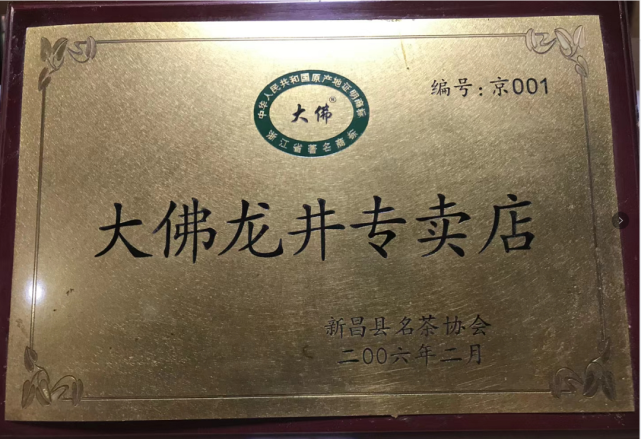 中华人民共和国原产地证明商标
大佛®
浙江省著名商标
编号：京001
大佛龙井专卖店
新昌县名茶协会
二00六年二月